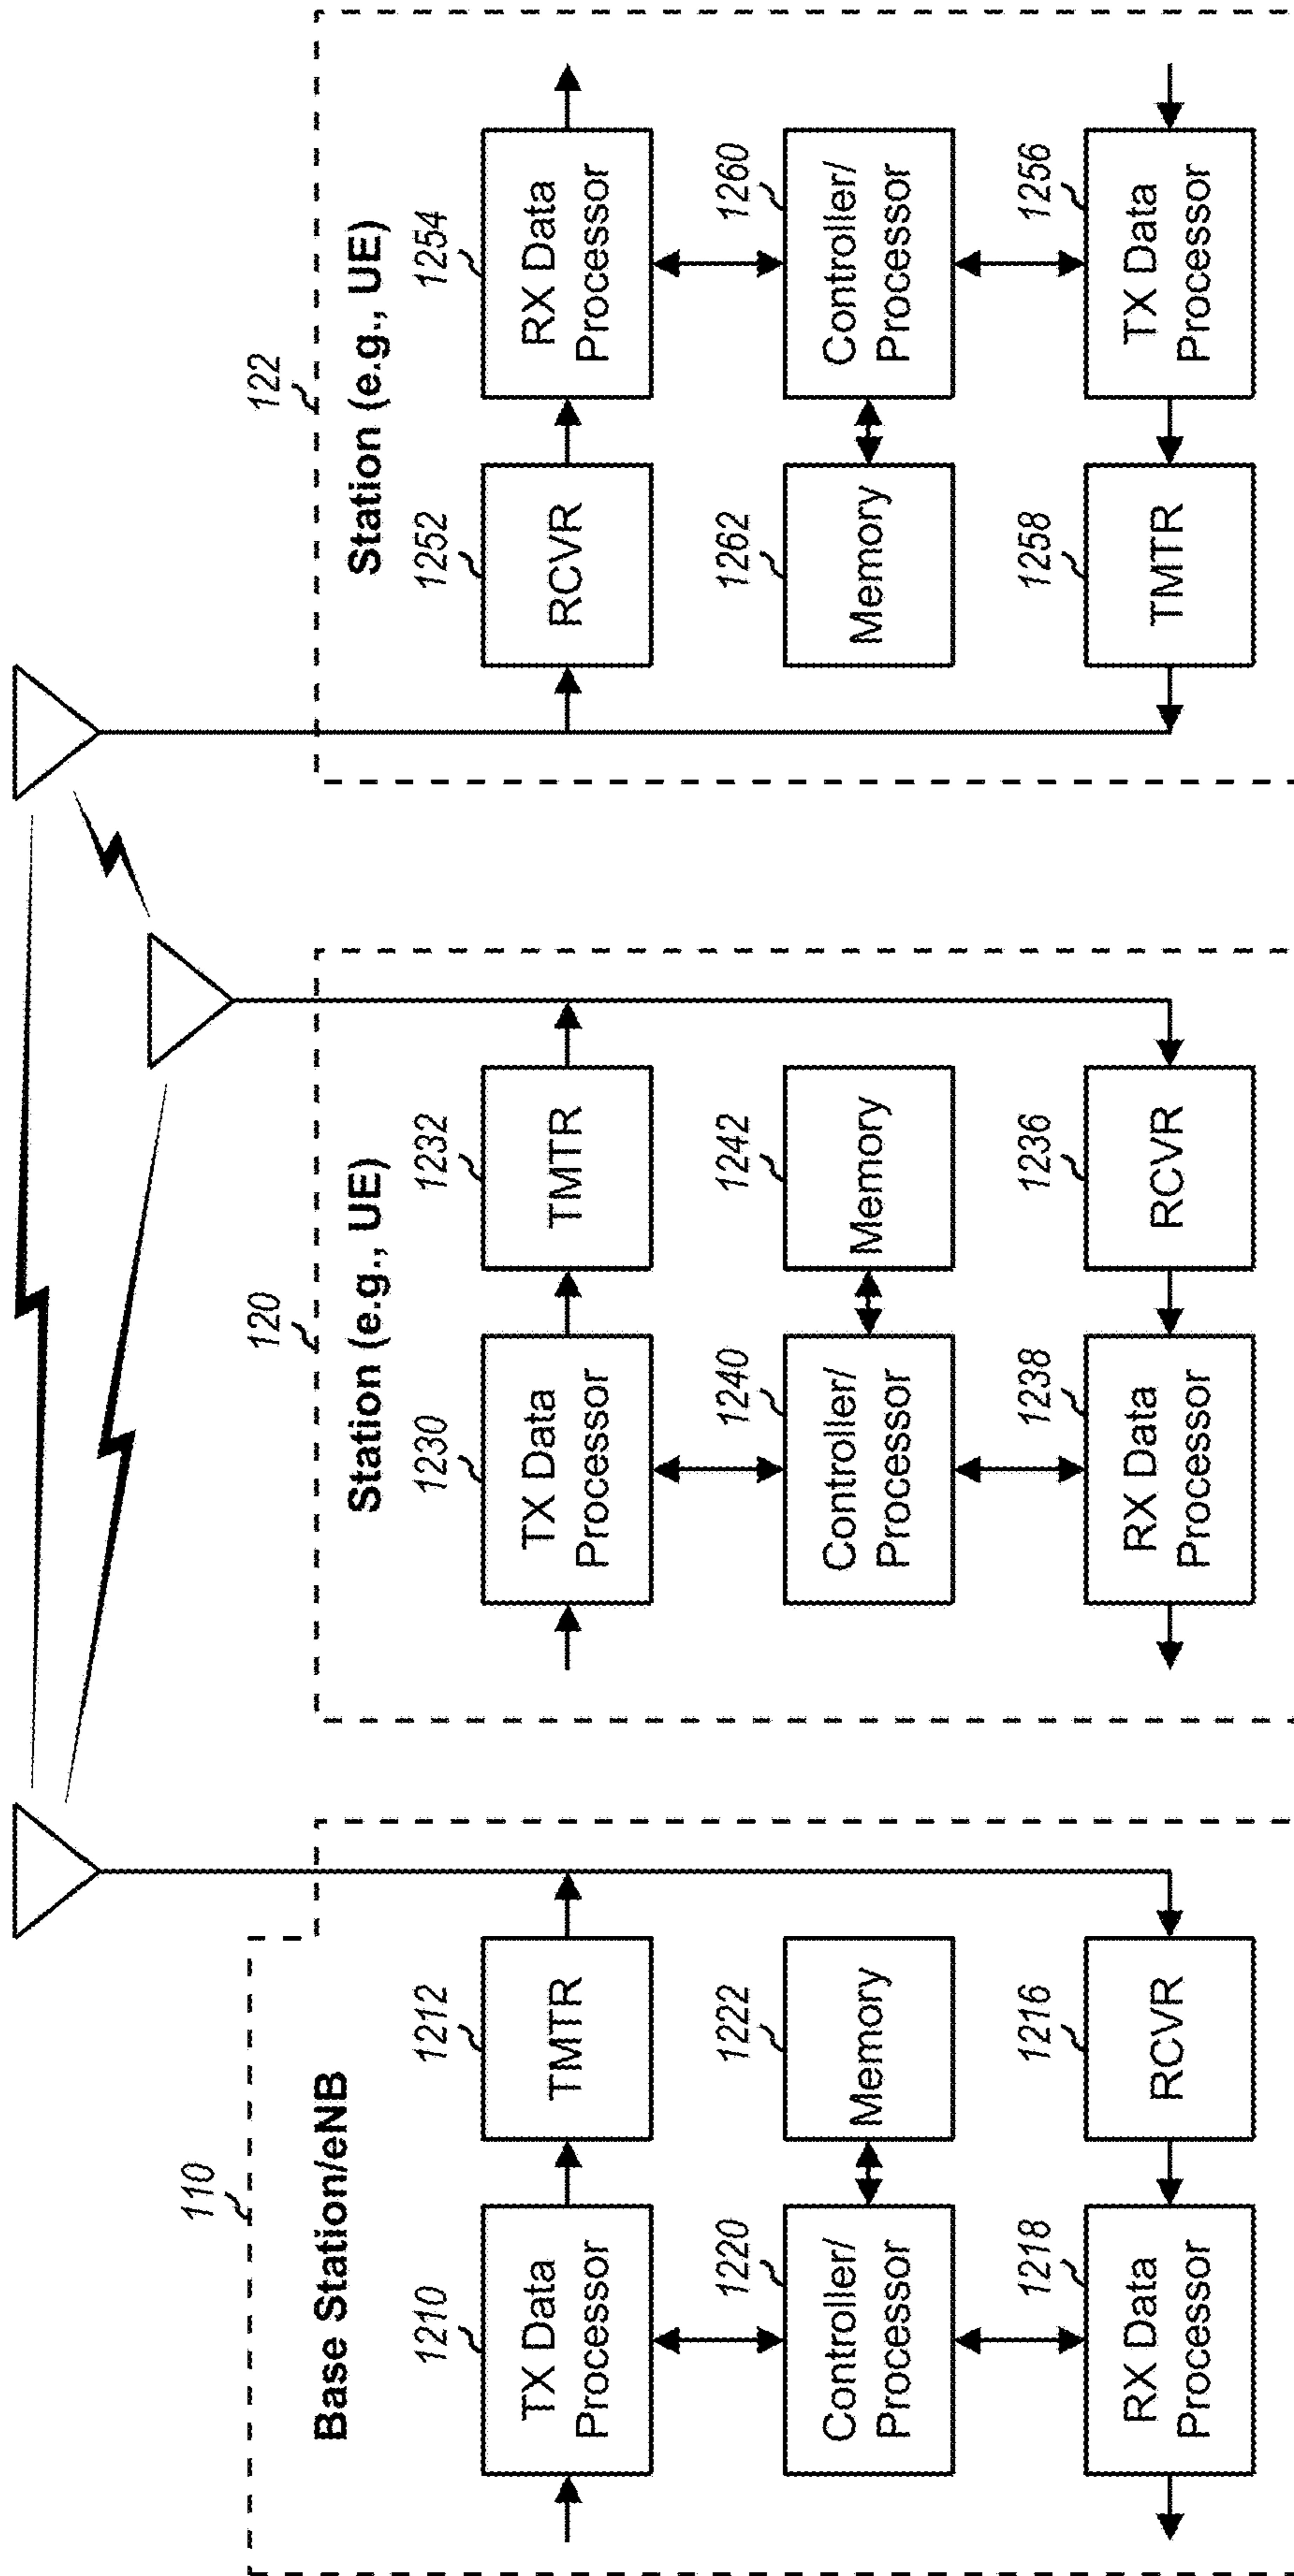 110
Base Station/eNB
1210
TX Data
Processor
1212
TMTR
1220
Controller/
Processor
1222
Memory
1218
RX Data
Processor
1216
RCVR
120
Station (e.g., UE)
1230
TX Data
Processor
1232
TMTR
1240
Controller/
Processor
1242
Memory
1238
RX Data
Processor
1236
RCVR
122
Station (e.g., UE)
1252
RCVR
1254
RX Data
Processor
1262
Memory
1260
Controller/
Processor
1258
TMTR
1256
TX Data
Processor